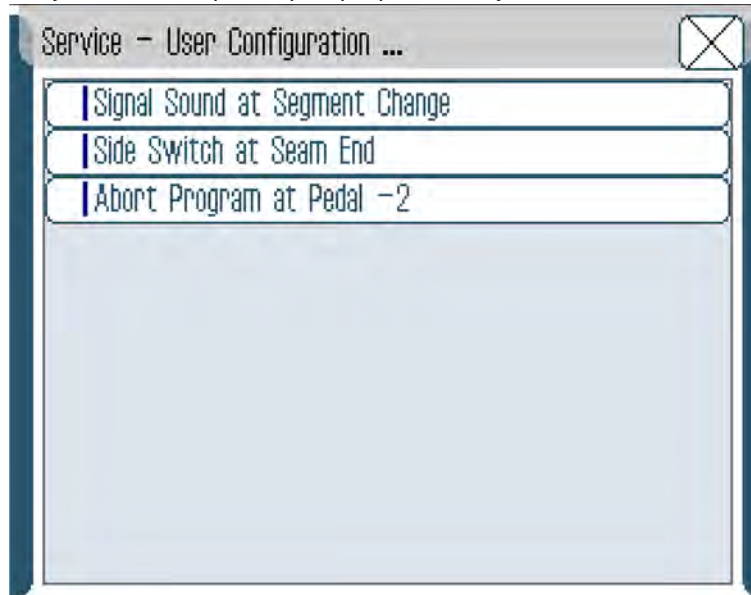 Service - User Configuration ...
Signal Sound at Segment Change
Side Switch at Seam End
Abort Program at Pedal -2